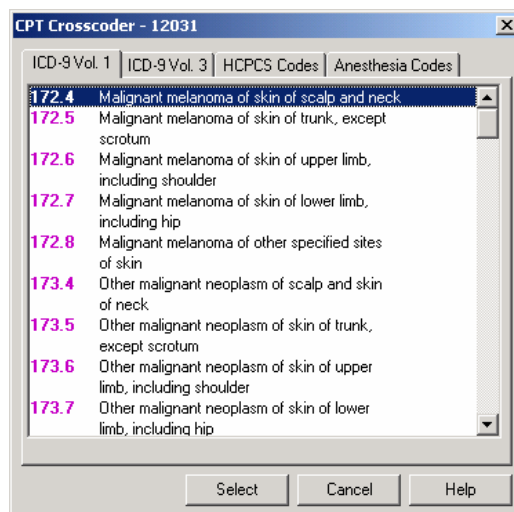 CPT Crosscoder - 12031
ICD-9 Vol. 1 ICD-9 Vol. 3 HCPCS Codes Anesthesia Codes
172.4 Malignant melanoma of skin of scalp and neck
172.5 Malignant melanoma of skin of trunk, except
scrotum
172.6 Malignant melanoma of skin of upper limb,
including shoulder
172.7 Malignant melanoma of skin of lower limb,
including hip
172.8 Malignant melanoma of other specified sites
of skin
173.4 Other malignant neoplasm of scalp and skin
of neck
173.5 Other malignant neoplasm of skin of trunk,
except scrotum
173.6 Other malignant neoplasm of skin of upper
limb, including shoulder
173.7 Other malignant neoplasm of skin of lower
limb, including hip
Select Cancel Help